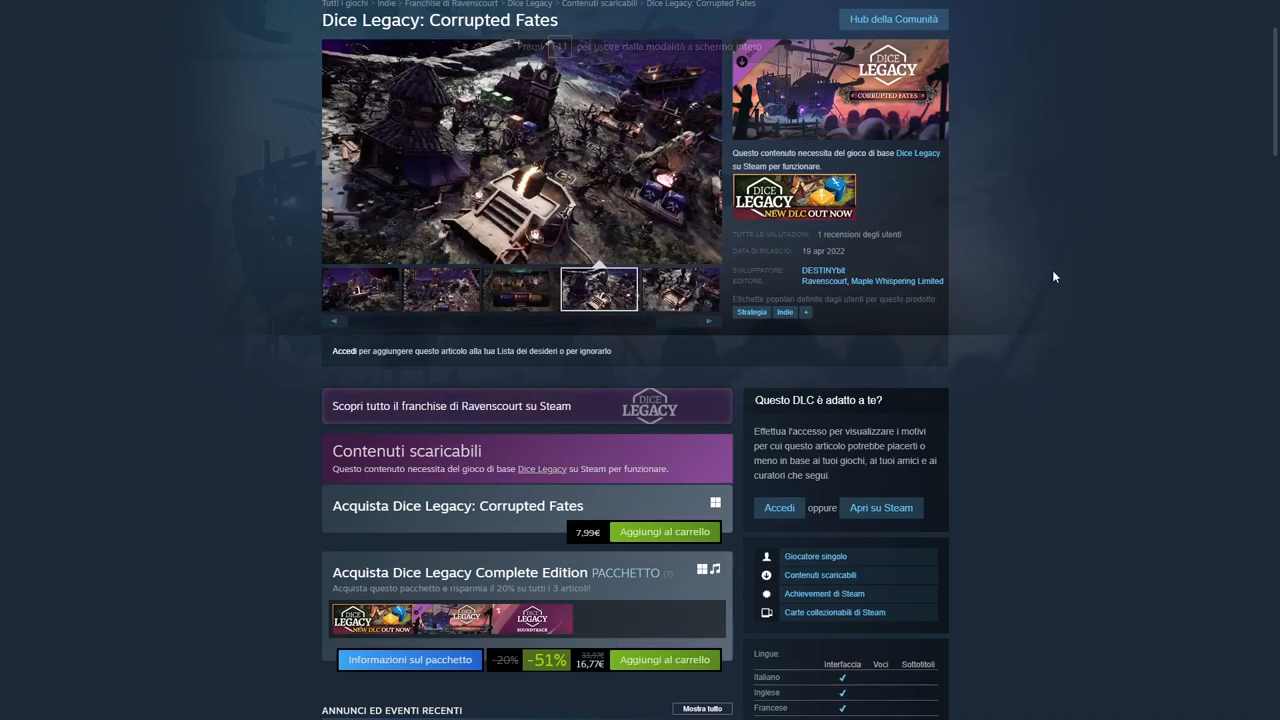 Tutti i giochi > Indie > Franchise di Ravenscourt > Dice Legacy > Contenuti scaricabili > Dice Legacy: Corrupted Fates
Dice Legacy: Corrupted Fates
Hub della Comunità
Premi F11 per uscire dalla modalità a schermo intero
DICE
LEGACY
CORRUPTED FATES
Questo contenuto necessita del gioco di base Dice Legacy
su Steam per funzionare.
DICE
LEGACY
NEW DLC OUT NOW
TUTTE LE VALUTAZIONI: 1 recensioni degli utenti
DATA DI RILASCIO: 19 apr 2022
SVILUPPATORE: DESTINYbit
EDITORE: Ravenscourt, Maple Whispering Limited
Etichette popolari definite dagli utenti per questo prodotto:
Strategia Indie +
Accedi per aggiungere questo articolo alla tua Lista dei desideri o per ignorarlo
Scopri tutto il franchise di Ravenscourt su Steam
DICE
LEGACY
Contenuti scaricabili
Questo contenuto necessita del gioco di base Dice Legacy su Steam per funzionare.
Acquista Dice Legacy: Corrupted Fates
7,99€ Aggiungi al carrello
Acquista Dice Legacy Complete Edition PACCHETTO (?)
Acquista questo pacchetto e risparmia il 20% su tutti i 3 articoli!
DICE
LEGACY
NEW DLC OUT NOW
LEGACY
DICE
LEGACY
SOUNDTRACK
Informazioni sul pacchetto -20% -51% 33,97€ 16,77€ Aggiungi al carrello
ANNUNCI ED EVENTI RECENTI Mostra tutto
Questo DLC è adatto a te?
Effettua l'accesso per visualizzare i motivi
per cui questo articolo potrebbe piacerti o
meno in base ai tuoi giochi, ai tuoi amici e ai
curatori che segui.
Accedi oppure Apri su Steam
Giocatore singolo
Contenuti scaricabili
Achievement di Steam
Carte collezionabili di Steam
Lingue:
Interfaccia Voci Sottotitoli
Italiano ✔
Inglese ✔
Francese ✔